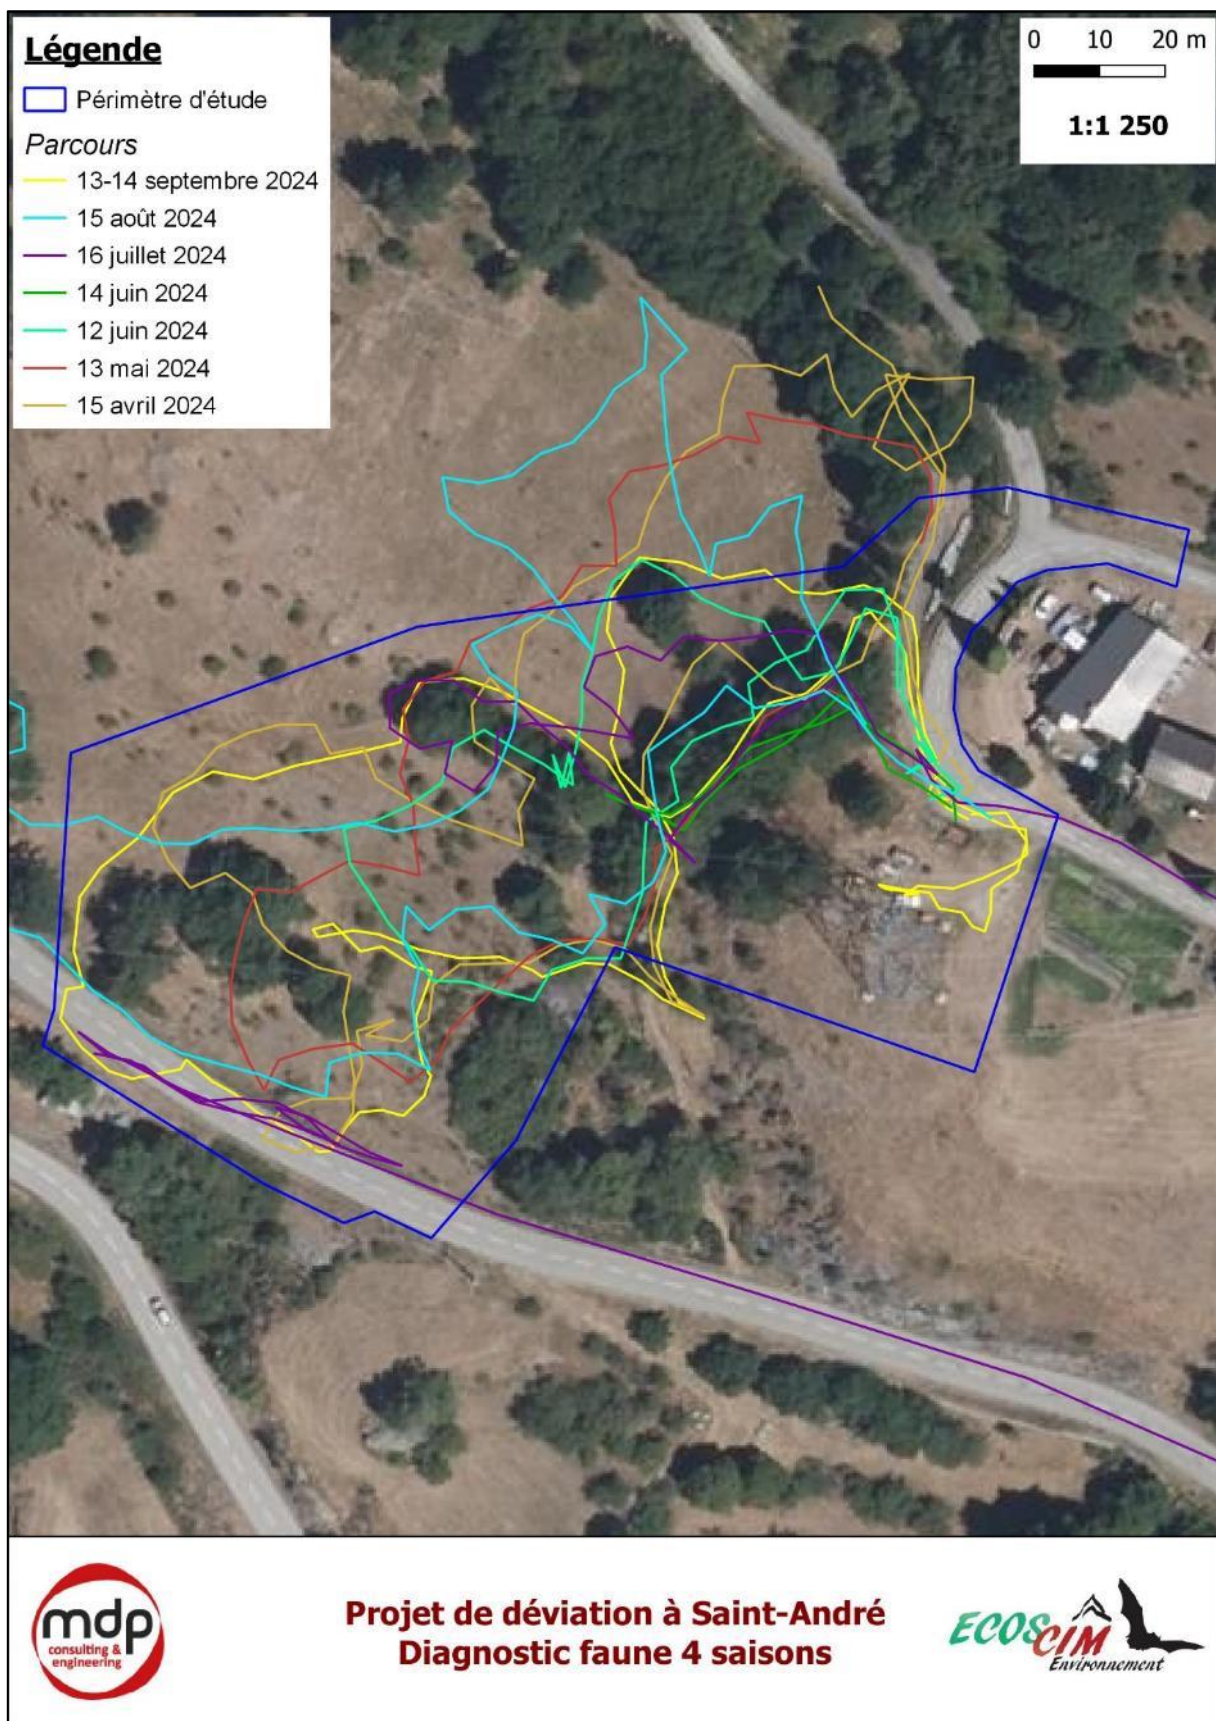 Légende
Périmètre d'étude
Parcours
13-14 septembre 2024
15 août 2024
16 juillet 2024
14 juin 2024
12 juin 2024
13 mai 2024
15 avril 2024
0 10 20 m
1:1 250
mdp
consulting &
engineering
Projet de déviation à Saint-André
Diagnostic faune 4 saisons
ECOSCIM
Environnement